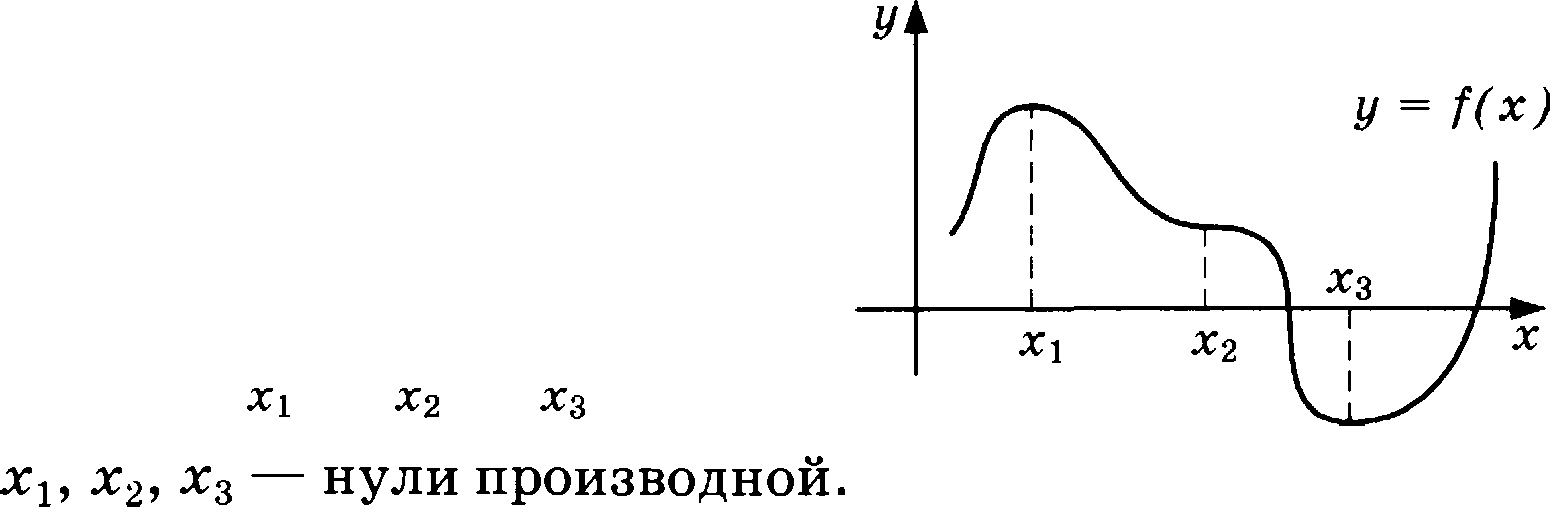 y
y = f(x)
x₃
x₁ x₂ x
x₁ x₂ x₃
x₁, x₂, x₃ — нули производной.